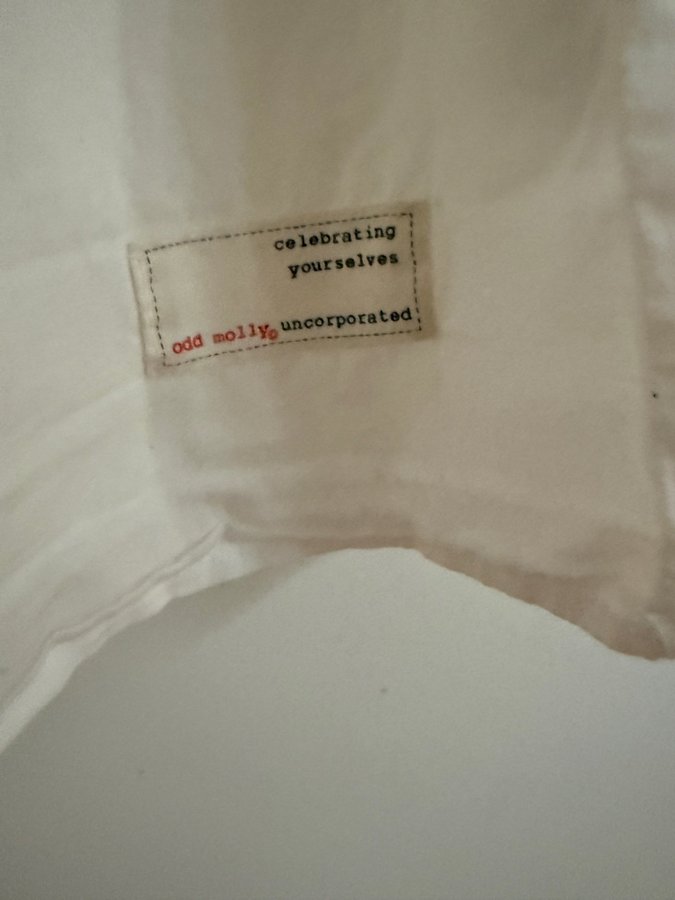 celebrating
yourselves
odd molly© uncorporated